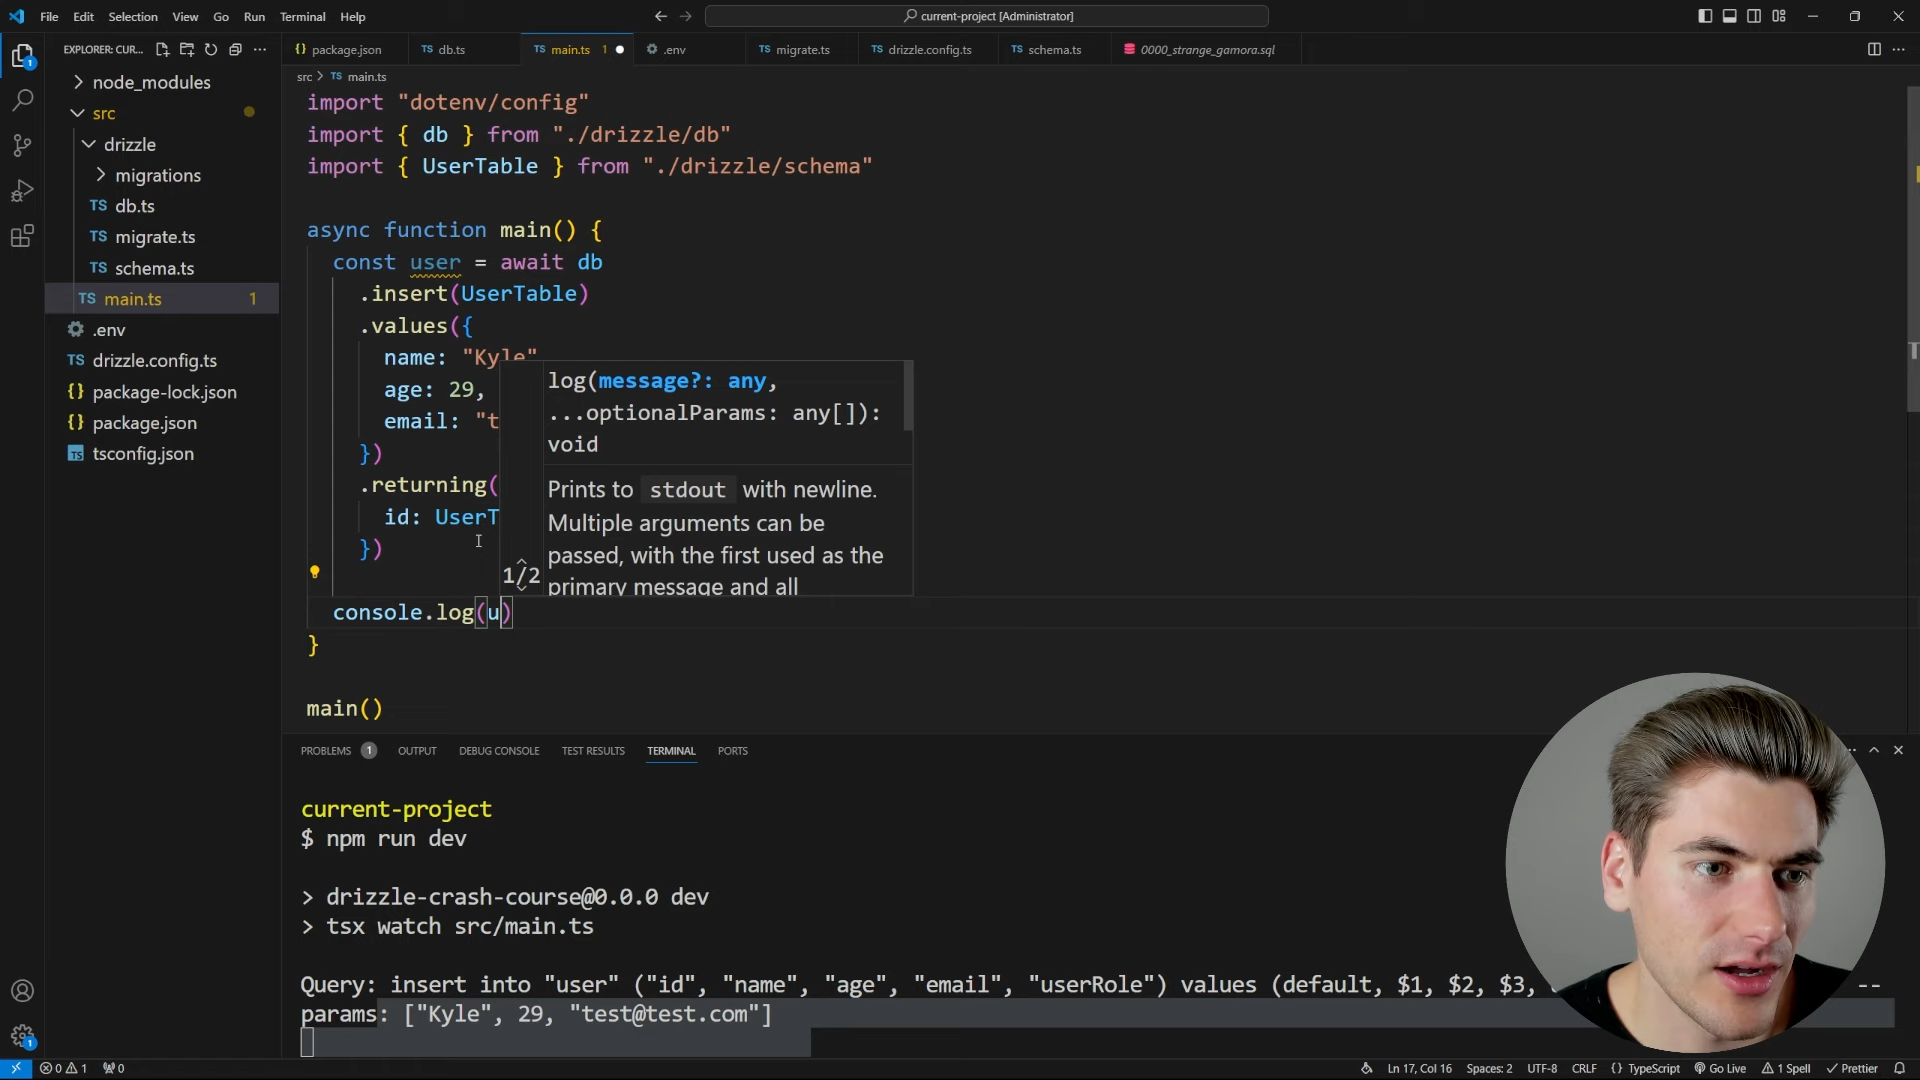 File Edit Selection View Go Run Terminal Help
current-project [Administrator]
EXPLORER: CUR...
package.json
TS db.ts
TS main.ts 1
.env
TS migrate.ts
TS drizzle.config.ts
TS schema.ts
0000_strange_gamora.sql
src > TS main.ts
node_modules
src
drizzle
migrations
TS db.ts
TS migrate.ts
TS schema.ts
TS main.ts 1
.env
TS drizzle.config.ts
{} package-lock.json
{} package.json
TS tsconfig.json
1
1
import "dotenv/config"
import { db } from "./drizzle/db"
import { UserTable } from "./drizzle/schema"
async function main() {
const user = await db
.insert(UserTable)
.values({
name: "Kyle"
age: 29,
email: "t
})
.returning(
id: UserT
})
console.log(u)
}
main()
log(message?: any,
...optionalParams: any[]):
void
Prints to stdout with newline.
Multiple arguments can be
passed, with the first used as the
primary message and all
1/2
PROBLEMS 1 OUTPUT DEBUG CONSOLE TEST RESULTS TERMINAL PORTS
current-project
$ npm run dev
> drizzle-crash-course@0.0.0 dev
> tsx watch src/main.ts
Query: insert into "user" ("id", "name", "age", "email", "userRole") values (default, $1, $2, $3, --
params: ["Kyle", 29, "test@test.com"]
0 1 0 Ln 17, Col 16 Spaces: 2 UTF-8 CRLF {} TypeScript Go Live 1 Spell Prettier